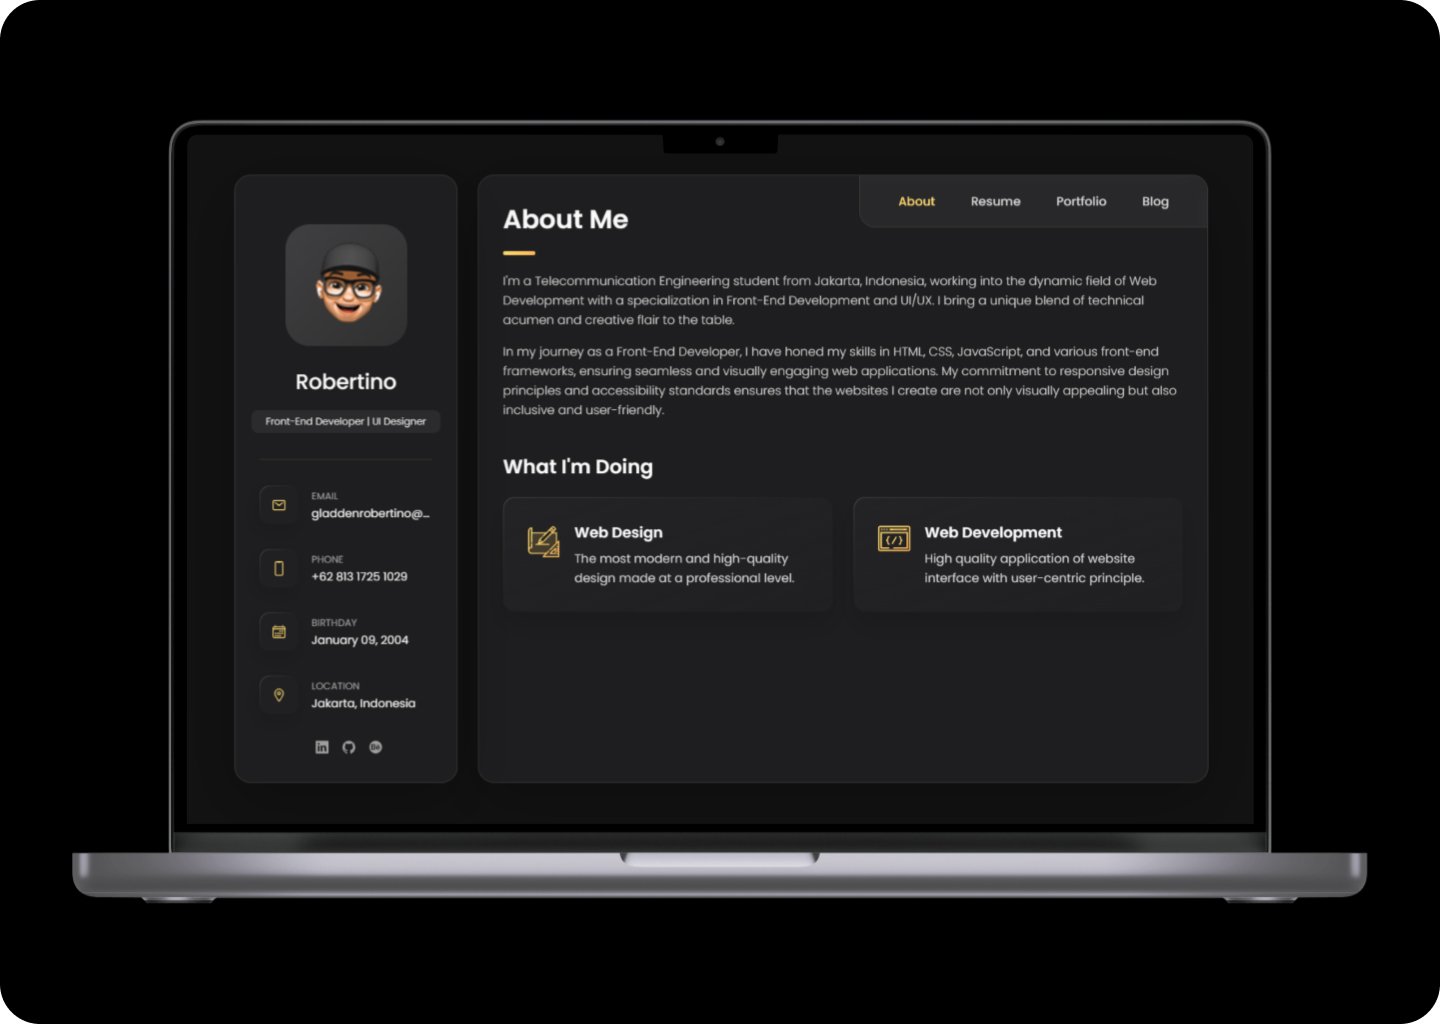 Robertino
Front-End Developer | UI Designer
EMAIL
gladdenrobertino@...
PHONE
+62 813 1725 1029
BIRTHDAY
January 09, 2004
LOCATION
Jakarta, Indonesia
in
Bē
About
Resume
Portfolio
Blog
About Me
I'm a Telecommunication Engineering student from Jakarta, Indonesia, working into the dynamic field of Web
Development with a specialization in Front-End Development and UI/UX. I bring a unique blend of technical
acumen and creative flair to the table.
In my journey as a Front-End Developer, I have honed my skills in HTML, CSS, JavaScript, and various front-end
frameworks, ensuring seamless and visually engaging web applications. My commitment to responsive design
principles and accessibility standards ensures that the websites I create are not only visually appealing but also
inclusive and user-friendly.
What I'm Doing
Web Design
The most modern and high-quality
design made at a professional level.
Web Development
High quality application of website
interface with user-centric principle.